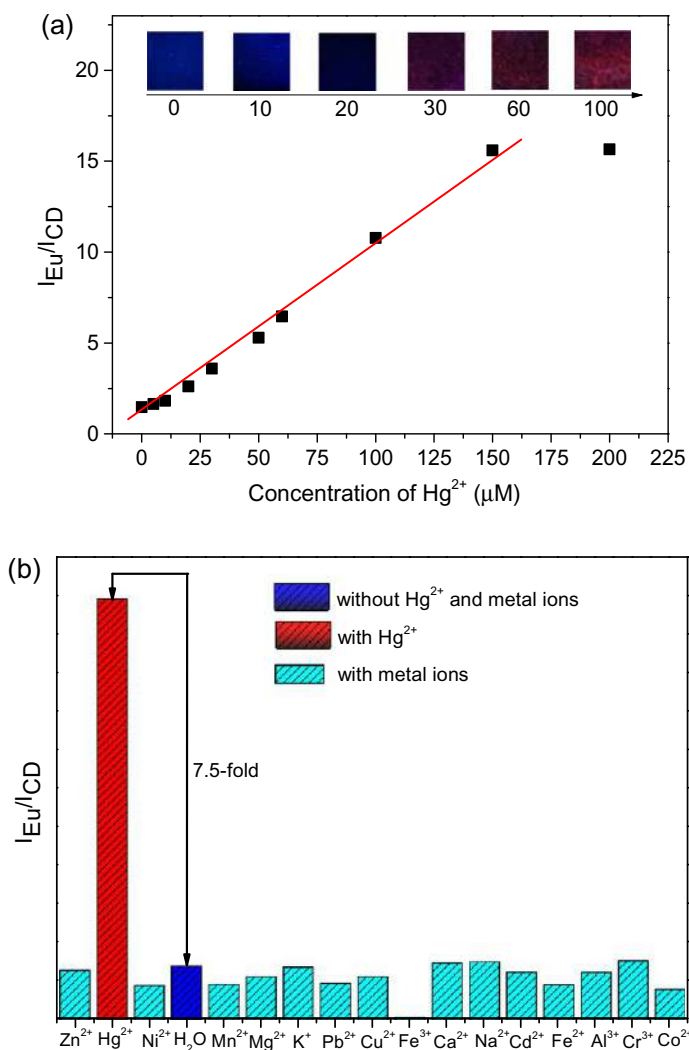 (a)
20
15
10
5
0
I_Eu/I_CD
0 10 20 30 60 100
0 25 50 75 100 125 150 175 200 225
Concentration of Hg²⁺ (μM)
(b)
without Hg²⁺ and metal ions
with Hg²⁺
with metal ions
7.5-fold
I_Eu/I_CD
Zn²⁺ Hg²⁺ Ni²⁺ H₂O Mn²⁺ Mg²⁺ K⁺ Pb²⁺ Cu²⁺ Fe³⁺ Ca²⁺ Na²⁺ Cd²⁺ Fe²⁺ Al³⁺ Cr³⁺ Co²⁺